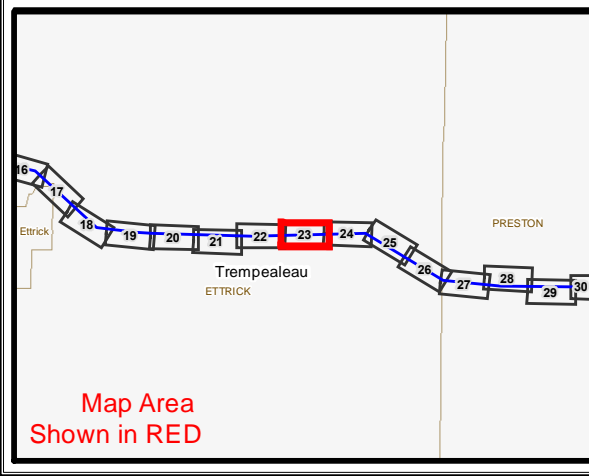 16
17
18
19
20
21
22
23
24
25
26
27
28
29
30
Ettrick
PRESTON
Trempealeau
ETTRICK
Map Area
Shown in RED